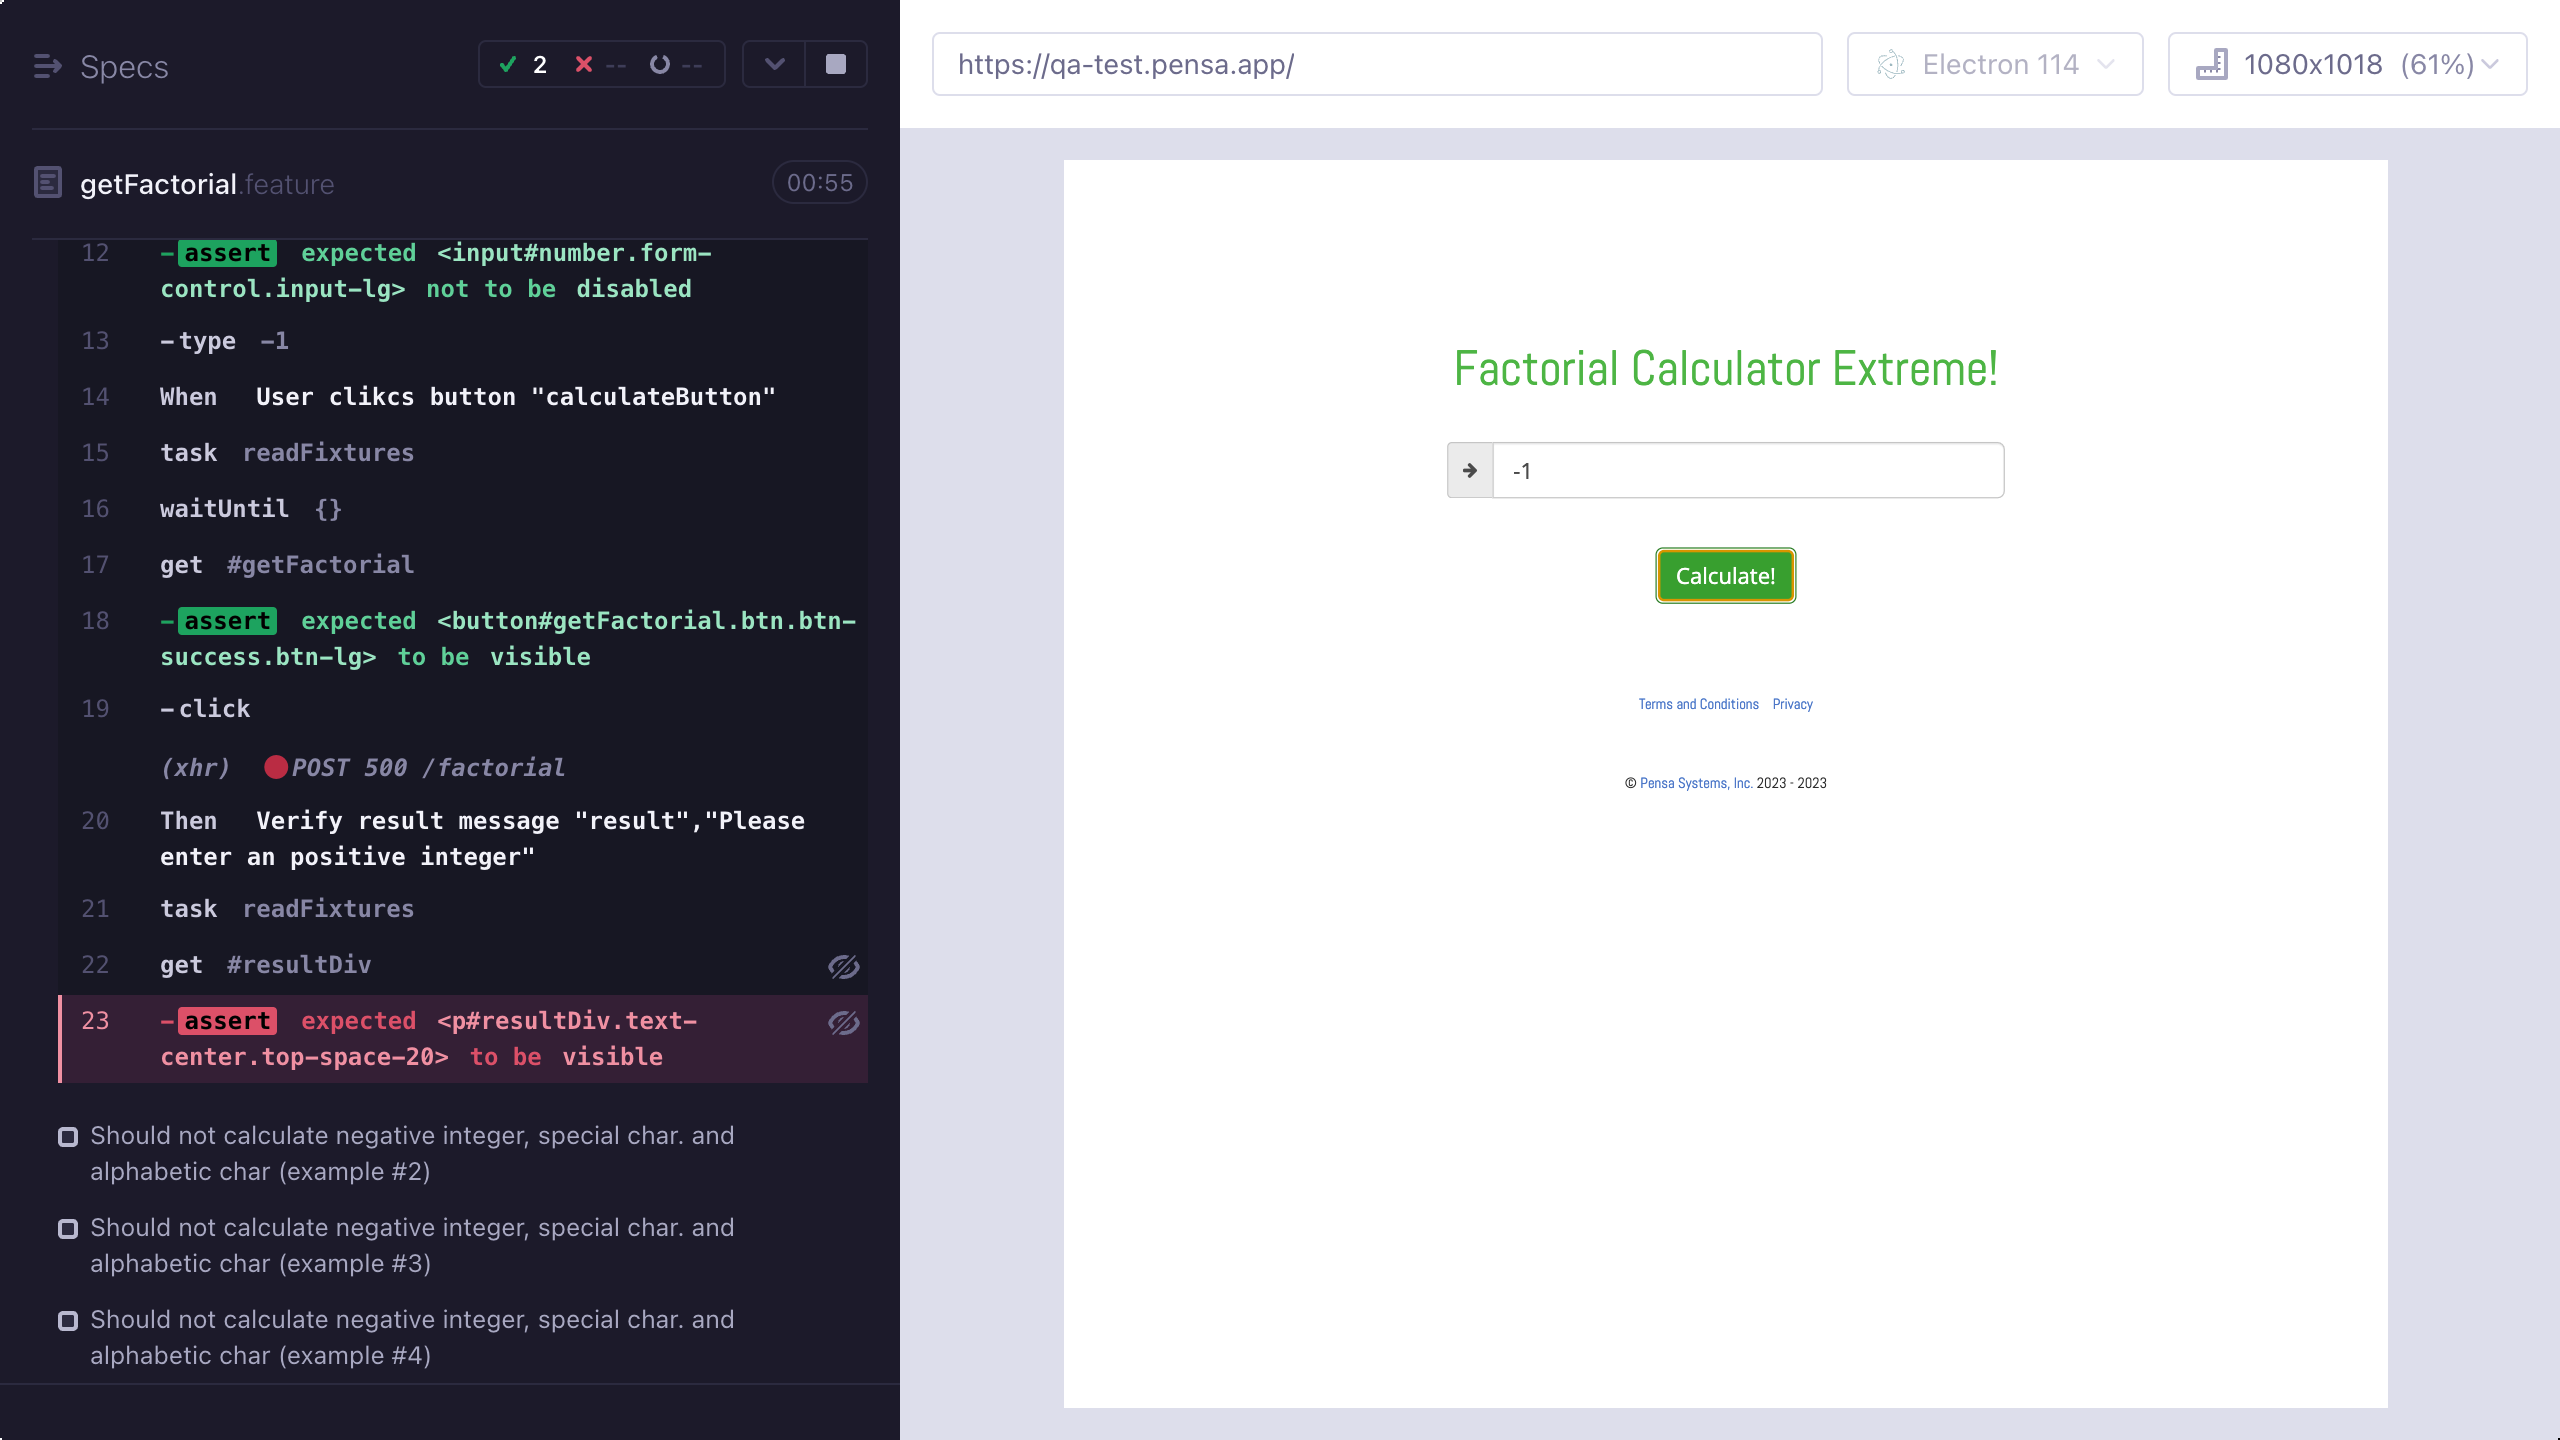 Specs
2 -- --
getFactorial.feature
00:55
12 -assert expected <input#number.form-
control.input-lg> not to be disabled
13 -type -1
14 When User clikcs button "calculateButton"
15 task readFixtures
16 waitUntil {}
17 get #getFactorial
18 -assert expected <button#getFactorial.btn.btn-
success.btn-lg> to be visible
19 -click
(xhr) POST 500 /factorial
20 Then Verify result message "result","Please
enter an positive integer"
21 task readFixtures
22 get #resultDiv
23 -assert expected <p#resultDiv.text-
center.top-space-20> to be visible
Should not calculate negative integer, special char. and
alphabetic char (example #2)
Should not calculate negative integer, special char. and
alphabetic char (example #3)
Should not calculate negative integer, special char. and
alphabetic char (example #4)
https://qa-test.pensa.app/
Electron 114
1080x1018 (61%)
Factorial Calculator Extreme!
-1
Calculate!
Terms and Conditions Privacy
© Pensa Systems, Inc. 2023 - 2023